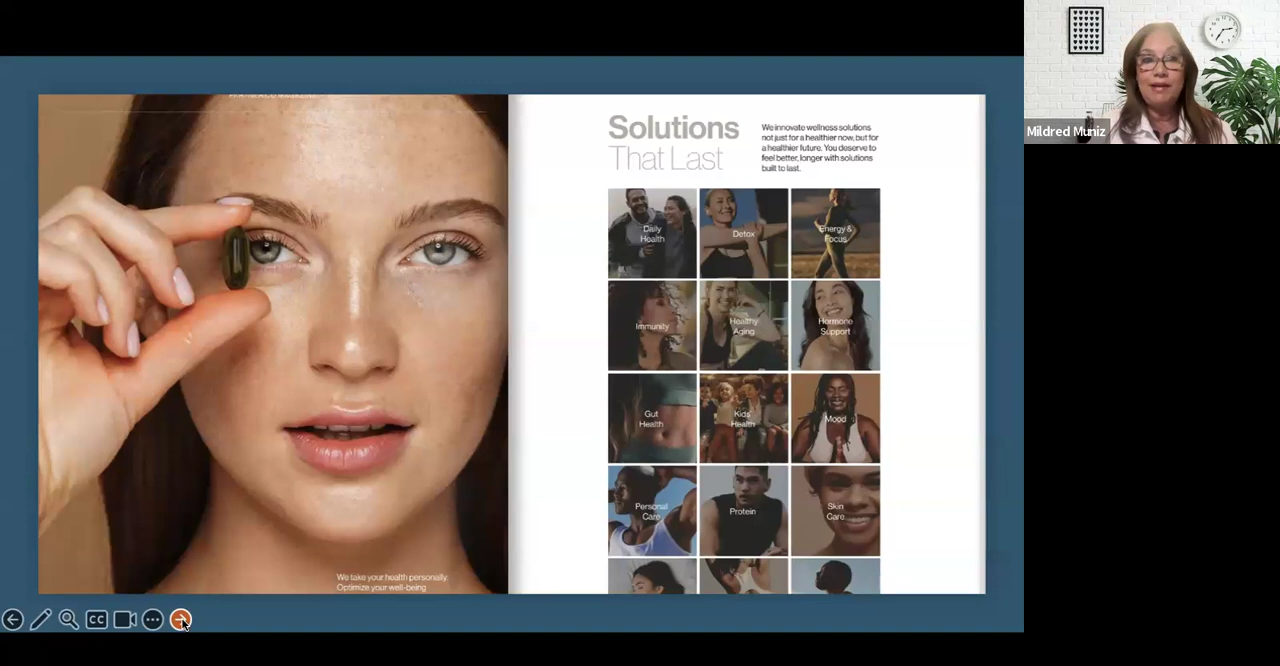 Solutions
That Last
We innovate wellness solutions
not just for a healthier now, but for
a healthier future. You deserve to
feel better, longer with solutions
built to last.
Daily
Health
Detox
Energy &
Focus
Immunity
Healthy
Aging
Hormone
Support
Gut
Health
Kids'
Health
Mood
Personal
Care
Protein
Skin
Care
We take your health personally.
Optimize your well-being
CC
Mildred Muniz